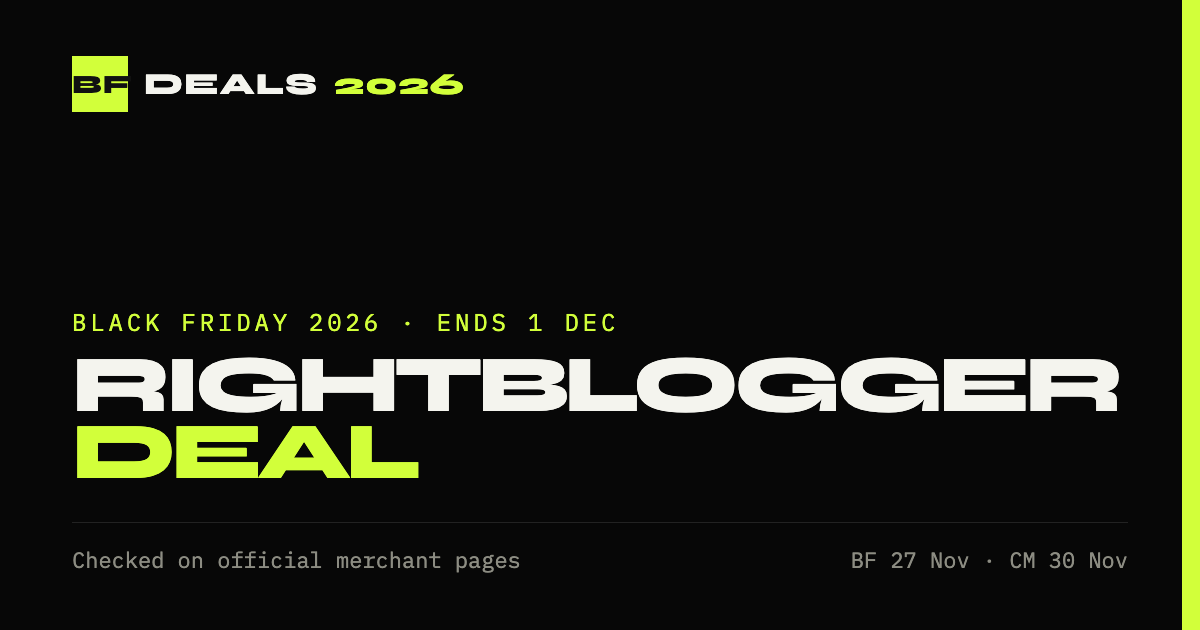 BF DEALS 2026
BLACK FRIDAY 2026 · ENDS 1 DEC
RIGHTBLOGGER
DEAL
Checked on official merchant pages
BF 27 Nov · CM 30 Nov